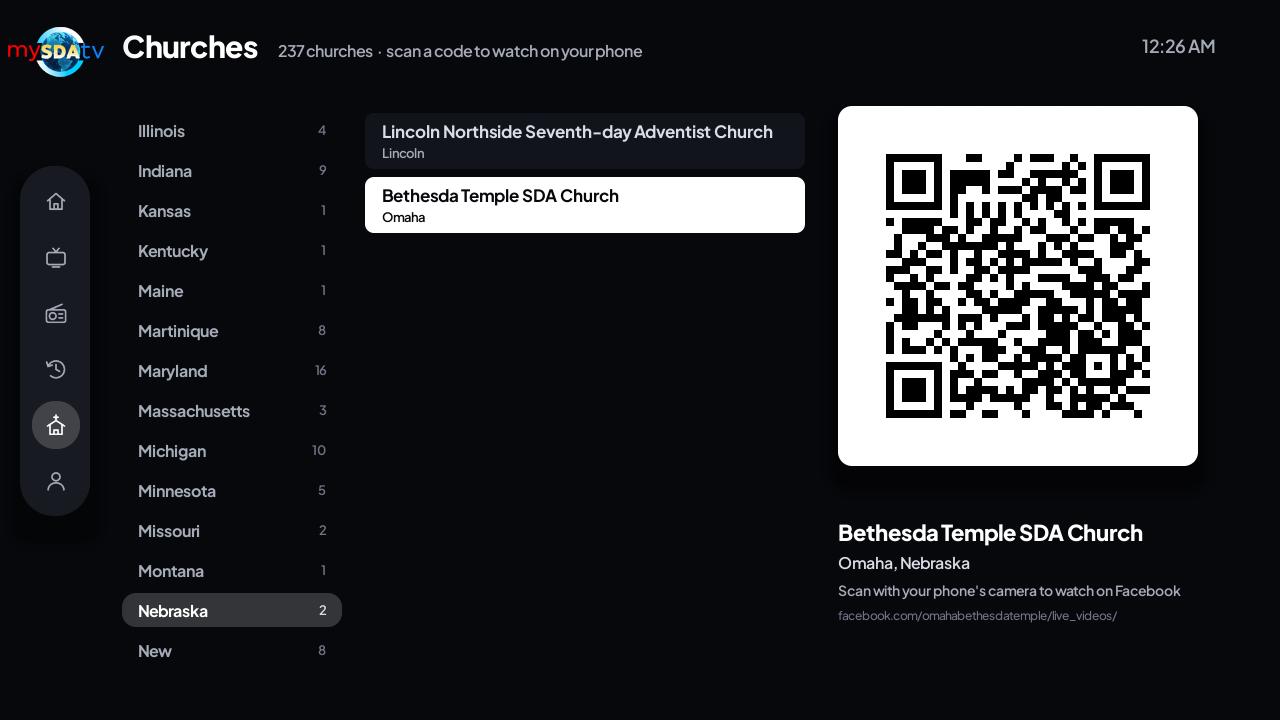 mySDAtv
Churches
237 churches · scan a code to watch on your phone
12:26 AM
Illinois 4
Indiana 9
Kansas 1
Kentucky 1
Maine 1
Martinique 8
Maryland 16
Massachusetts 3
Michigan 10
Minnesota 5
Missouri 2
Montana 1
Nebraska 2
New 8
Lincoln Northside Seventh-day Adventist Church
Lincoln
Bethesda Temple SDA Church
Omaha
Bethesda Temple SDA Church
Omaha, Nebraska
Scan with your phone's camera to watch on Facebook
facebook.com/omahabethesdatemple/live_videos/